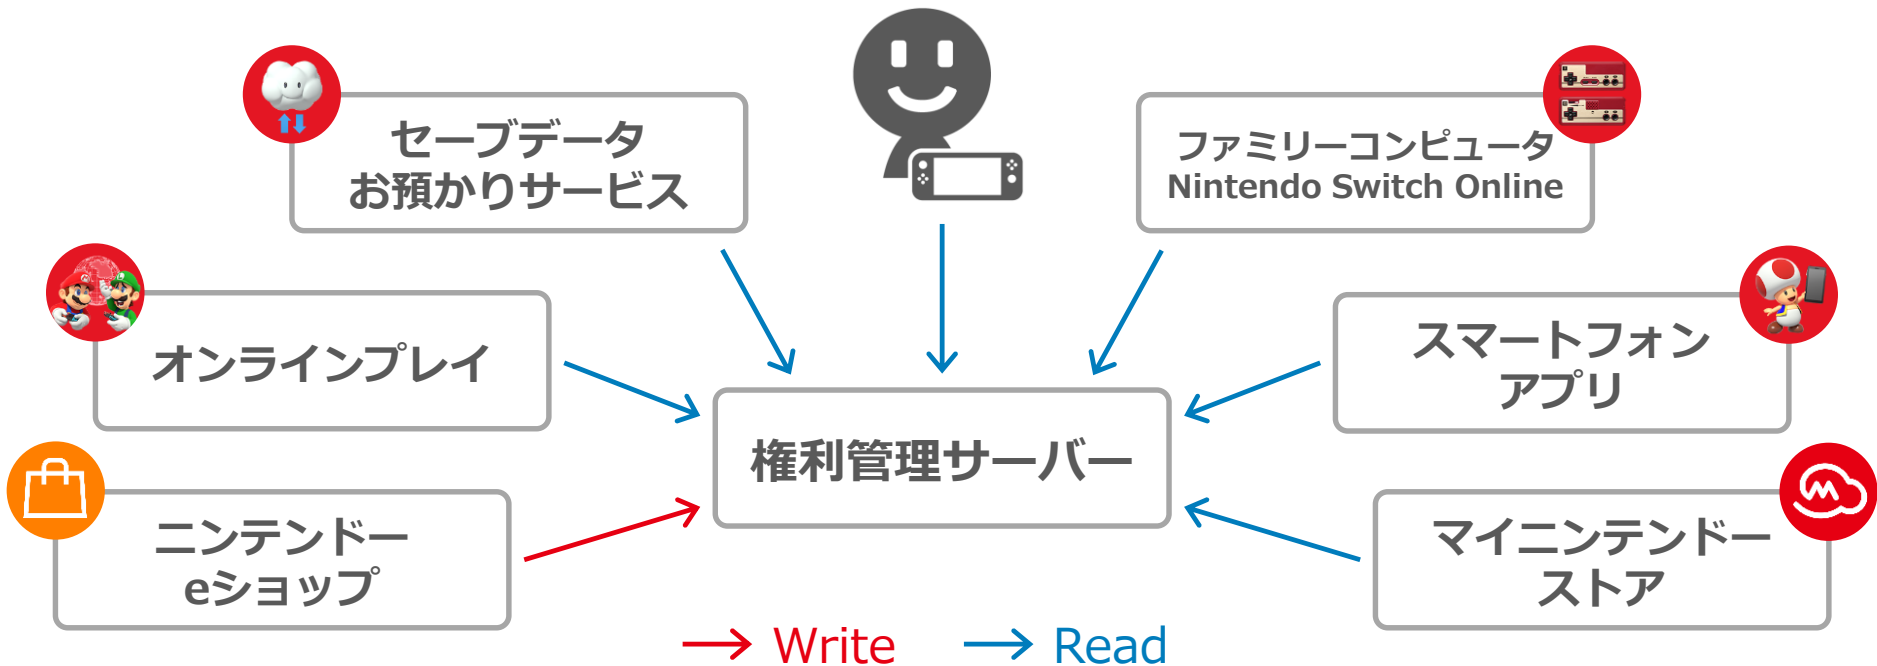 セーブデータ
お預かりサービス
ファミリーコンピュータ
Nintendo Switch Online
オンラインプレイ
スマートフォン
アプリ
権利管理サーバー
ニンテンドー
eショップ
マイニンテンドー
ストア
Write
Read